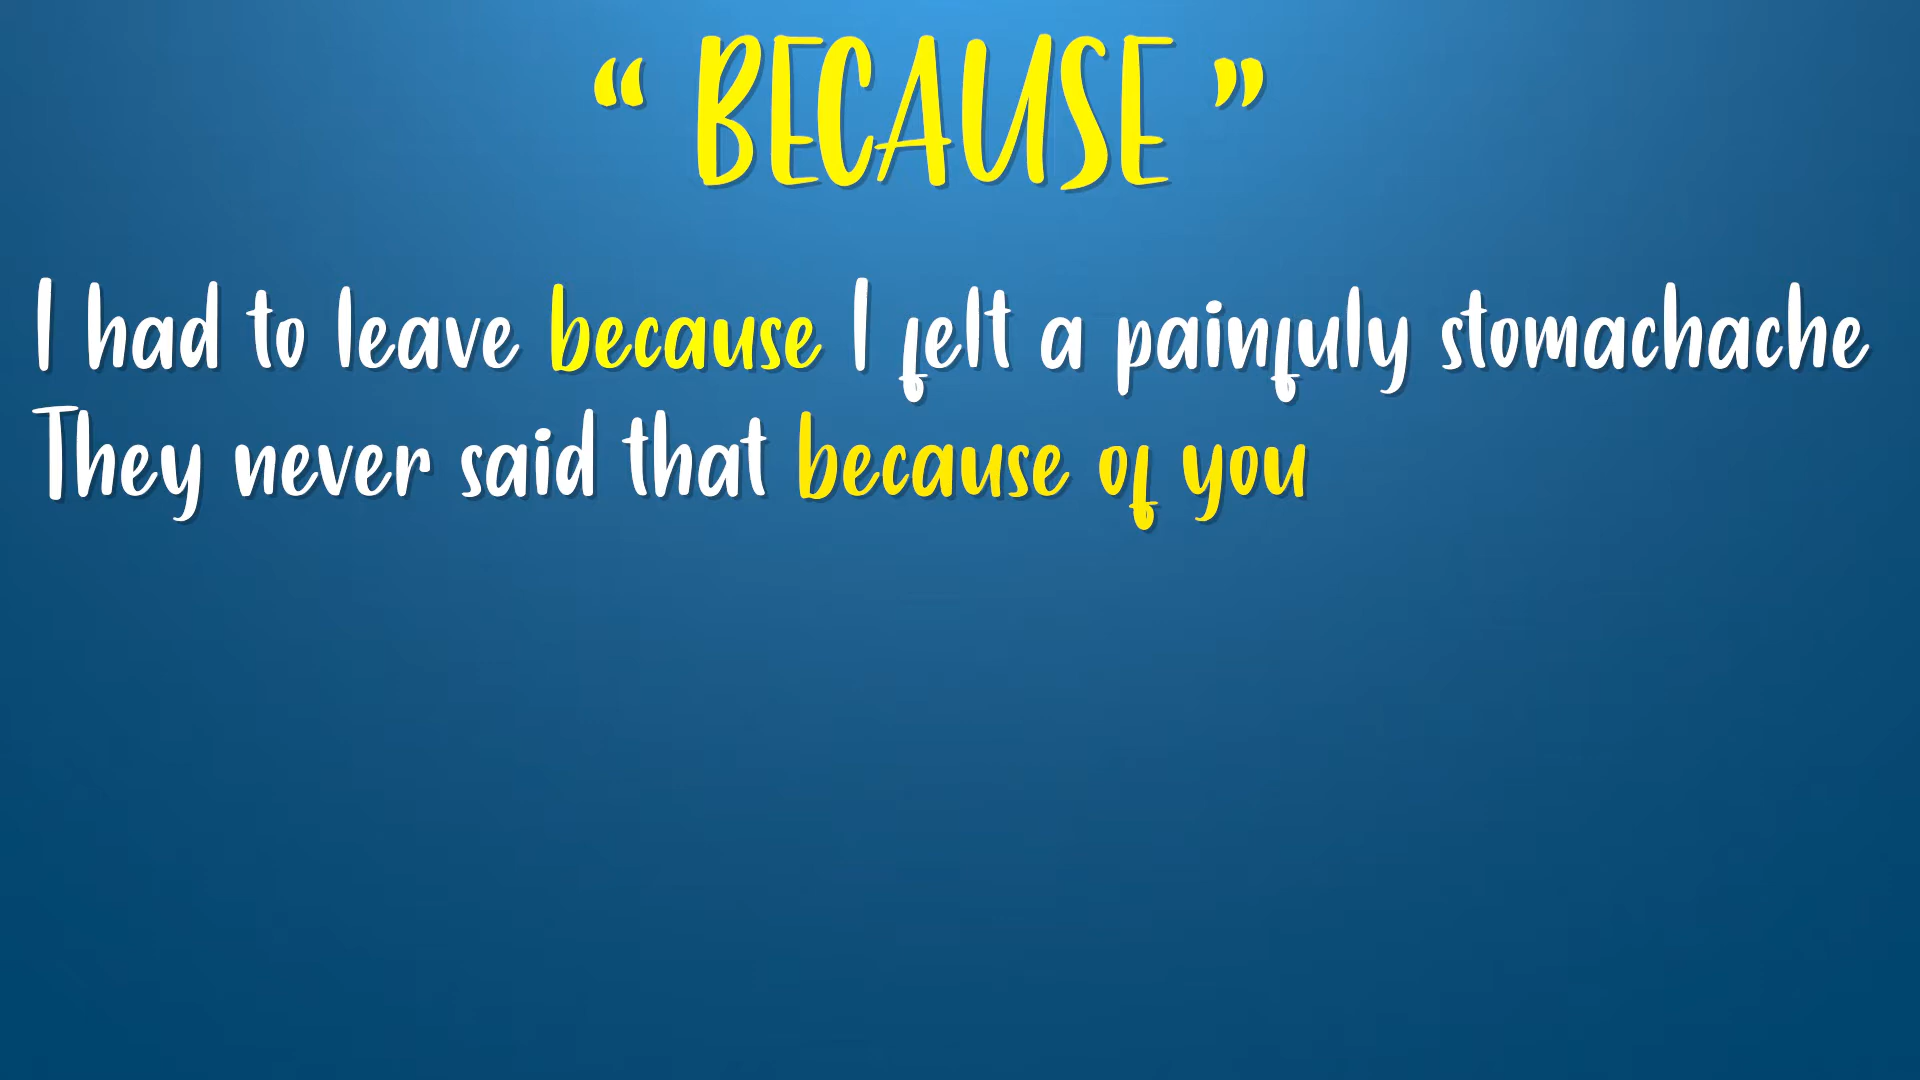 “ BECAUSE ”
I had to leave because I felt a painfuly stomachache
They never said that because of you